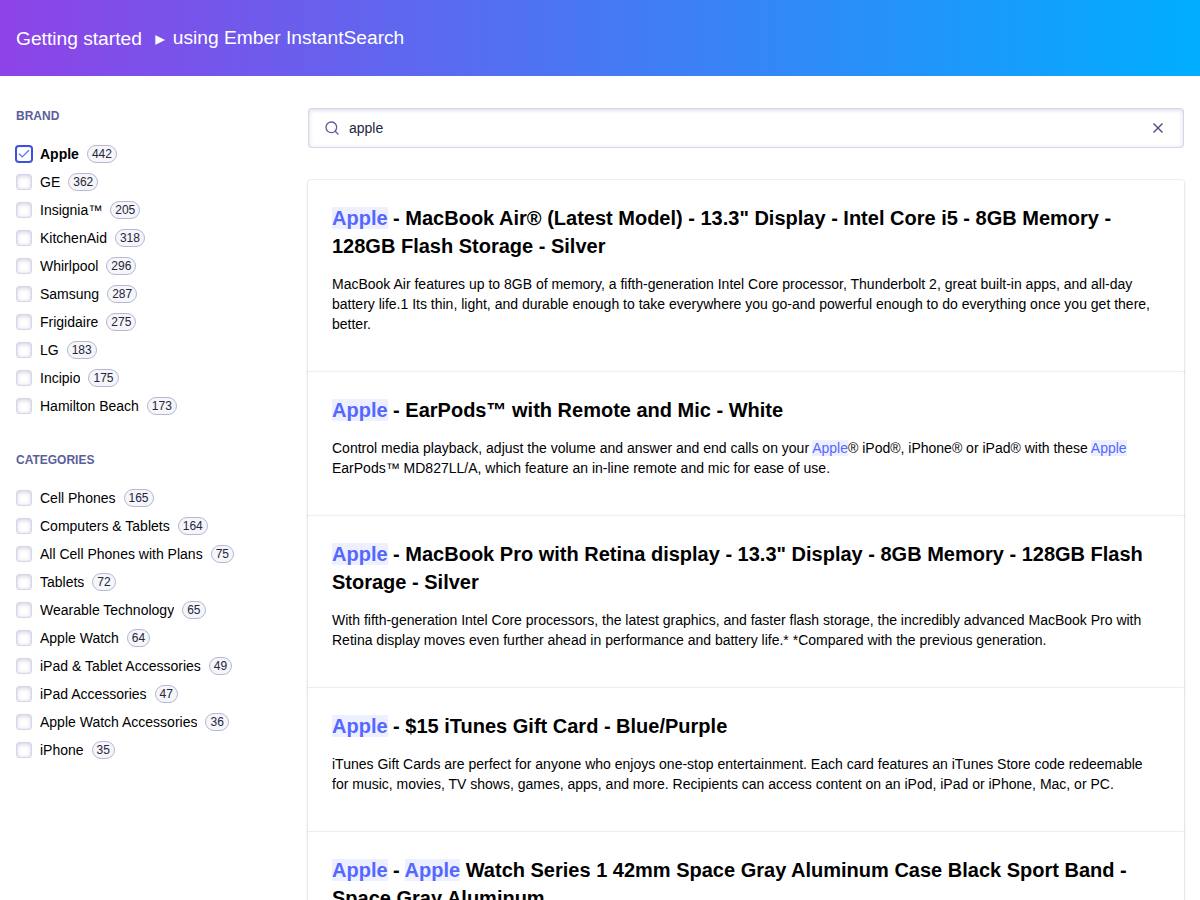 Getting started ▸ using Ember InstantSearch
BRAND
Apple 442
GE 362
Insignia™ 205
KitchenAid 318
Whirlpool 296
Samsung 287
Frigidaire 275
LG 183
Incipio 175
Hamilton Beach 173
CATEGORIES
Cell Phones 165
Computers & Tablets 164
All Cell Phones with Plans 75
Tablets 72
Wearable Technology 65
Apple Watch 64
iPad & Tablet Accessories 49
iPad Accessories 47
Apple Watch Accessories 36
iPhone 35
apple
Apple - MacBook Air® (Latest Model) - 13.3" Display - Intel Core i5 - 8GB Memory -
128GB Flash Storage - Silver
MacBook Air features up to 8GB of memory, a fifth-generation Intel Core processor, Thunderbolt 2, great built-in apps, and all-day
battery life.1 Its thin, light, and durable enough to take everywhere you go-and powerful enough to do everything once you get there,
better.
Apple - EarPods™ with Remote and Mic - White
Control media playback, adjust the volume and answer and end calls on your Apple® iPod®, iPhone® or iPad® with these Apple
EarPods™ MD827LL/A, which feature an in-line remote and mic for ease of use.
Apple - MacBook Pro with Retina display - 13.3" Display - 8GB Memory - 128GB Flash
Storage - Silver
With fifth-generation Intel Core processors, the latest graphics, and faster flash storage, the incredibly advanced MacBook Pro with
Retina display moves even further ahead in performance and battery life.* *Compared with the previous generation.
Apple - $15 iTunes Gift Card - Blue/Purple
iTunes Gift Cards are perfect for anyone who enjoys one-stop entertainment. Each card features an iTunes Store code redeemable
for music, movies, TV shows, games, apps, and more. Recipients can access content on an iPod, iPad or iPhone, Mac, or PC.
Apple - Apple Watch Series 1 42mm Space Gray Aluminum Case Black Sport Band -
Space Gray Aluminum